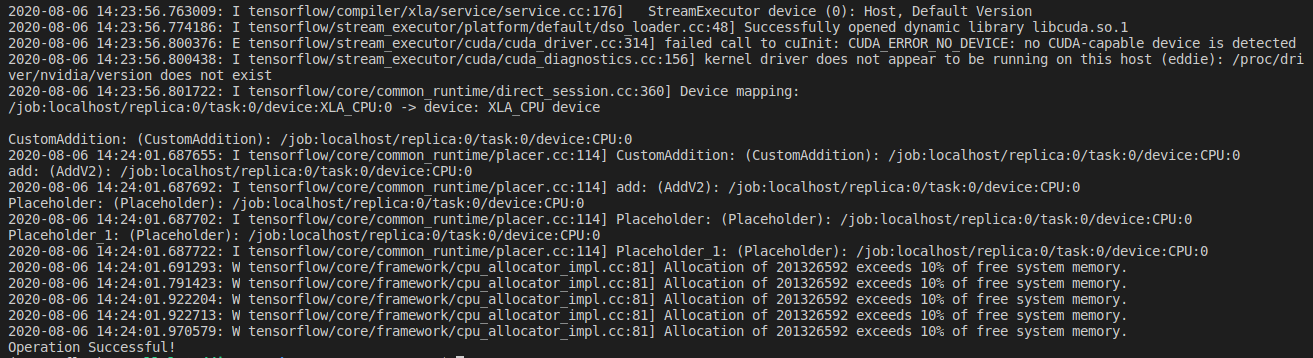 2020-08-06 14:23:56.763009: I tensorflow/compiler/xla/service/service.cc:176]   StreamExecutor device (0): Host, Default Version
2020-08-06 14:23:56.774186: I tensorflow/stream_executor/platform/default/dso_loader.cc:48] Successfully opened dynamic library libcuda.so.1
2020-08-06 14:23:56.800376: E tensorflow/stream_executor/cuda/cuda_driver.cc:314] failed call to cuInit: CUDA_ERROR_NO_DEVICE: no CUDA-capable device is detected
2020-08-06 14:23:56.800438: I tensorflow/stream_executor/cuda/cuda_diagnostics.cc:156] kernel driver does not appear to be running on this host (eddie): /proc/dri
ver/nvidia/version does not exist
2020-08-06 14:23:56.801722: I tensorflow/core/common_runtime/direct_session.cc:360] Device mapping:
/job:localhost/replica:0/task:0/device:XLA_CPU:0 -> device: XLA_CPU device
CustomAddition: (CustomAddition): /job:localhost/replica:0/task:0/device:CPU:0
2020-08-06 14:24:01.687655: I tensorflow/core/common_runtime/placer.cc:114] CustomAddition: (CustomAddition): /job:localhost/replica:0/task:0/device:CPU:0
add: (AddV2): /job:localhost/replica:0/task:0/device:CPU:0
2020-08-06 14:24:01.687692: I tensorflow/core/common_runtime/placer.cc:114] add: (AddV2): /job:localhost/replica:0/task:0/device:CPU:0
Placeholder: (Placeholder): /job:localhost/replica:0/task:0/device:CPU:0
2020-08-06 14:24:01.687702: I tensorflow/core/common_runtime/placer.cc:114] Placeholder: (Placeholder): /job:localhost/replica:0/task:0/device:CPU:0
Placeholder_1: (Placeholder): /job:localhost/replica:0/task:0/device:CPU:0
2020-08-06 14:24:01.687722: I tensorflow/core/common_runtime/placer.cc:114] Placeholder_1: (Placeholder): /job:localhost/replica:0/task:0/device:CPU:0
2020-08-06 14:24:01.691293: W tensorflow/core/framework/cpu_allocator_impl.cc:81] Allocation of 201326592 exceeds 10% of free system memory.
2020-08-06 14:24:01.791423: W tensorflow/core/framework/cpu_allocator_impl.cc:81] Allocation of 201326592 exceeds 10% of free system memory.
2020-08-06 14:24:01.922204: W tensorflow/core/framework/cpu_allocator_impl.cc:81] Allocation of 201326592 exceeds 10% of free system memory.
2020-08-06 14:24:01.922713: W tensorflow/core/framework/cpu_allocator_impl.cc:81] Allocation of 201326592 exceeds 10% of free system memory.
2020-08-06 14:24:01.970579: W tensorflow/core/framework/cpu_allocator_impl.cc:81] Allocation of 201326592 exceeds 10% of free system memory.
Operation Successful!